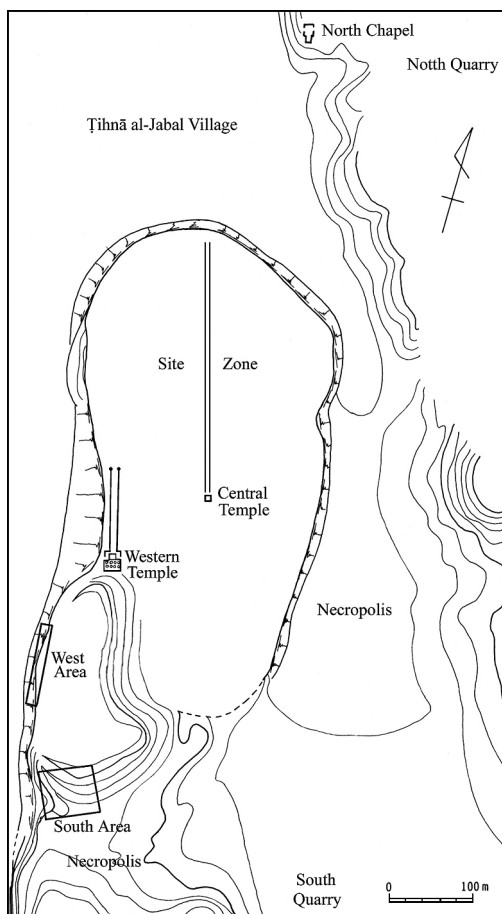 North Chapel
Notth Quarry
Ṭihnā al-Jabal Village
Site Zone
Central
Temple
Western
Temple
Necropolis
West
Area
South Area
Necropolis
South
Quarry
0 100 m